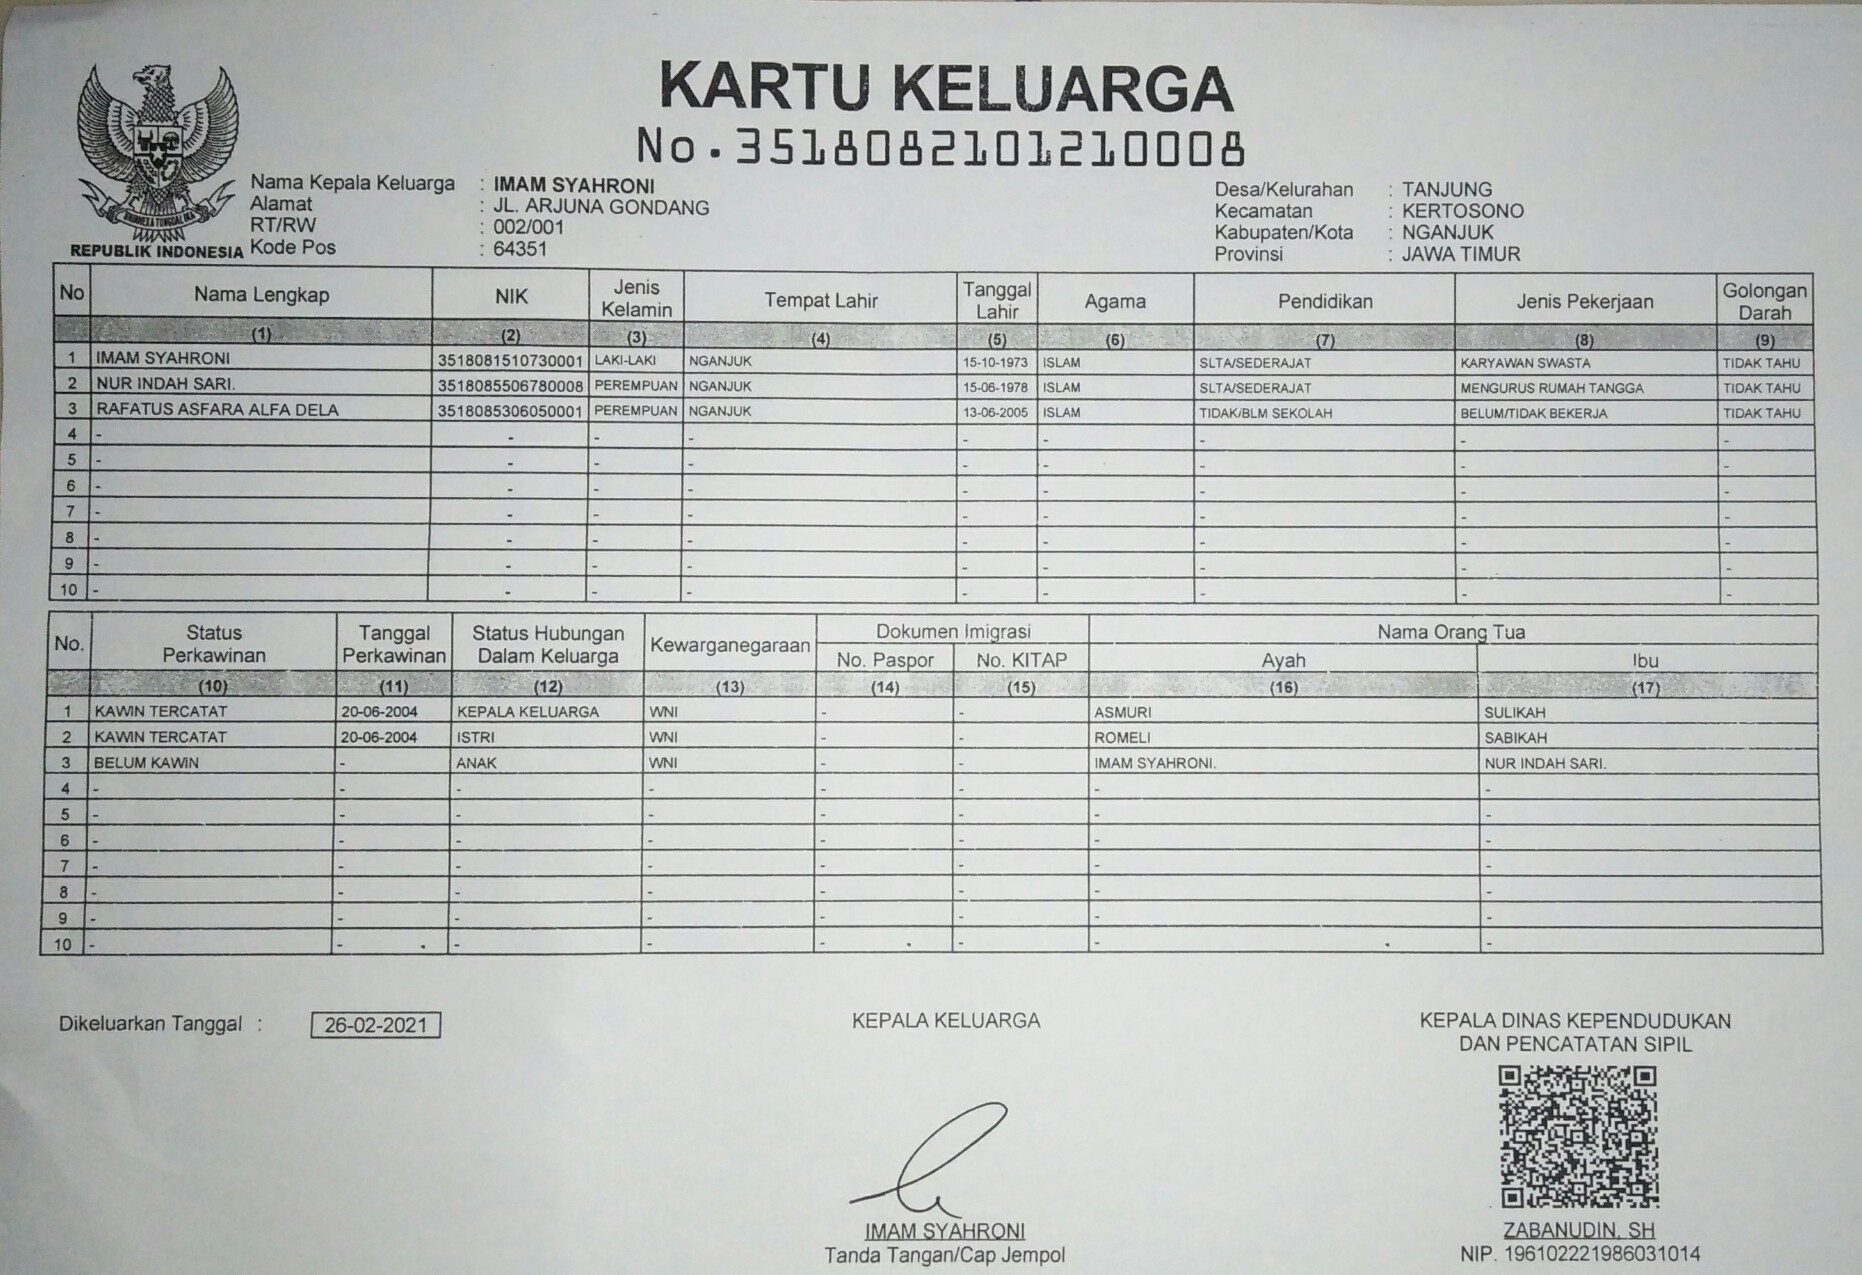 KARTU KELUARGA
No.3518082101210008
Nama Kepala Keluarga : IMAM SYAHRONI
Alamat : JL. ARJUNA GONDANG
RT/RW : 002/001
Kode Pos : 64351
Desa/Kelurahan : TANJUNG
Kecamatan : KERTOSONO
Kabupaten/Kota : NGANJUK
Provinsi : JAWA TIMUR
BHINNEKA TUNGGAL IKA
REPUBLIK INDONESIA
No Nama Lengkap NIK Jenis Kelamin Tempat Lahir Tanggal Lahir Agama Pendidikan Jenis Pekerjaan Golongan Darah
(1) (2) (3) (4) (5) (6) (7) (8) (9)
1 IMAM SYAHRONI 3518081510730001 LAKI-LAKI NGANJUK 15-10-1973 ISLAM SLTA/SEDERAJAT KARYAWAN SWASTA TIDAK TAHU
2 NUR INDAH SARI. 3518085506780008 PEREMPUAN NGANJUK 15-06-1978 ISLAM SLTA/SEDERAJAT MENGURUS RUMAH TANGGA TIDAK TAHU
3 RAFATUS ASFARA ALFA DELA 3518085306050001 PEREMPUAN NGANJUK 13-06-2005 ISLAM TIDAK/BLM SEKOLAH BELUM/TIDAK BEKERJA TIDAK TAHU
4 - - - - - - - - -
5 - - - - - - - - -
6 - - - - - - - - -
7 - - - - - - - - -
8 - - - - - - - - -
9 - - - - - - - - -
10 - - - - - - - - -
No. Status Perkawinan Tanggal Perkawinan Status Hubungan Dalam Keluarga Kewarganegaraan Dokumen Imigrasi Nama Orang Tua
No. Paspor No. KITAP Ayah Ibu
(10) (11) (12) (13) (14) (15) (16) (17)
1 KAWIN TERCATAT 20-06-2004 KEPALA KELUARGA WNI - - ASMURI SULIKAH
2 KAWIN TERCATAT 20-06-2004 ISTRI WNI - - ROMELI SABIKAH
3 BELUM KAWIN - ANAK WNI - - IMAM SYAHRONI. NUR INDAH SARI.
4 - - - - - - - -
5 - - - - - - - -
6 - - - - - - - -
7 - - - - - - - -
8 - - - - - - - -
9 - - - - - - - -
10 - - - - - - - -
Dikeluarkan Tanggal : 26-02-2021
KEPALA KELUARGA
IMAM SYAHRONI
Tanda Tangan/Cap Jempol
KEPALA DINAS KEPENDUDUKAN
DAN PENCATATAN SIPIL
ZABANUDIN, SH
NIP. 196102221986031014